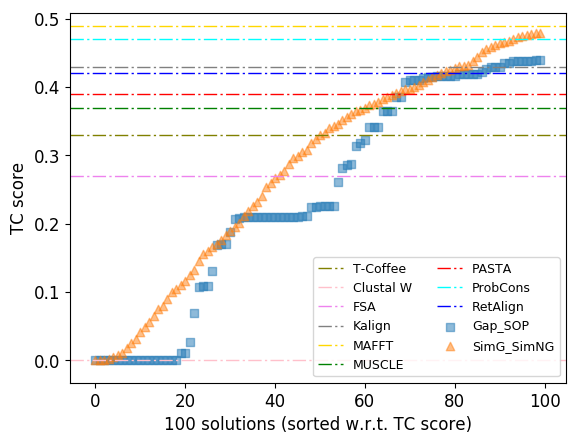 0.5
0.4
0.3
0.2
0.1
0.0
TC score
T-Coffee
Clustal W
FSA
Kalign
MAFFT
MUSCLE
PASTA
ProbCons
RetAlign
Gap_SOP
SimG_SimNG
0 20 40 60 80 100
100 solutions (sorted w.r.t. TC score)